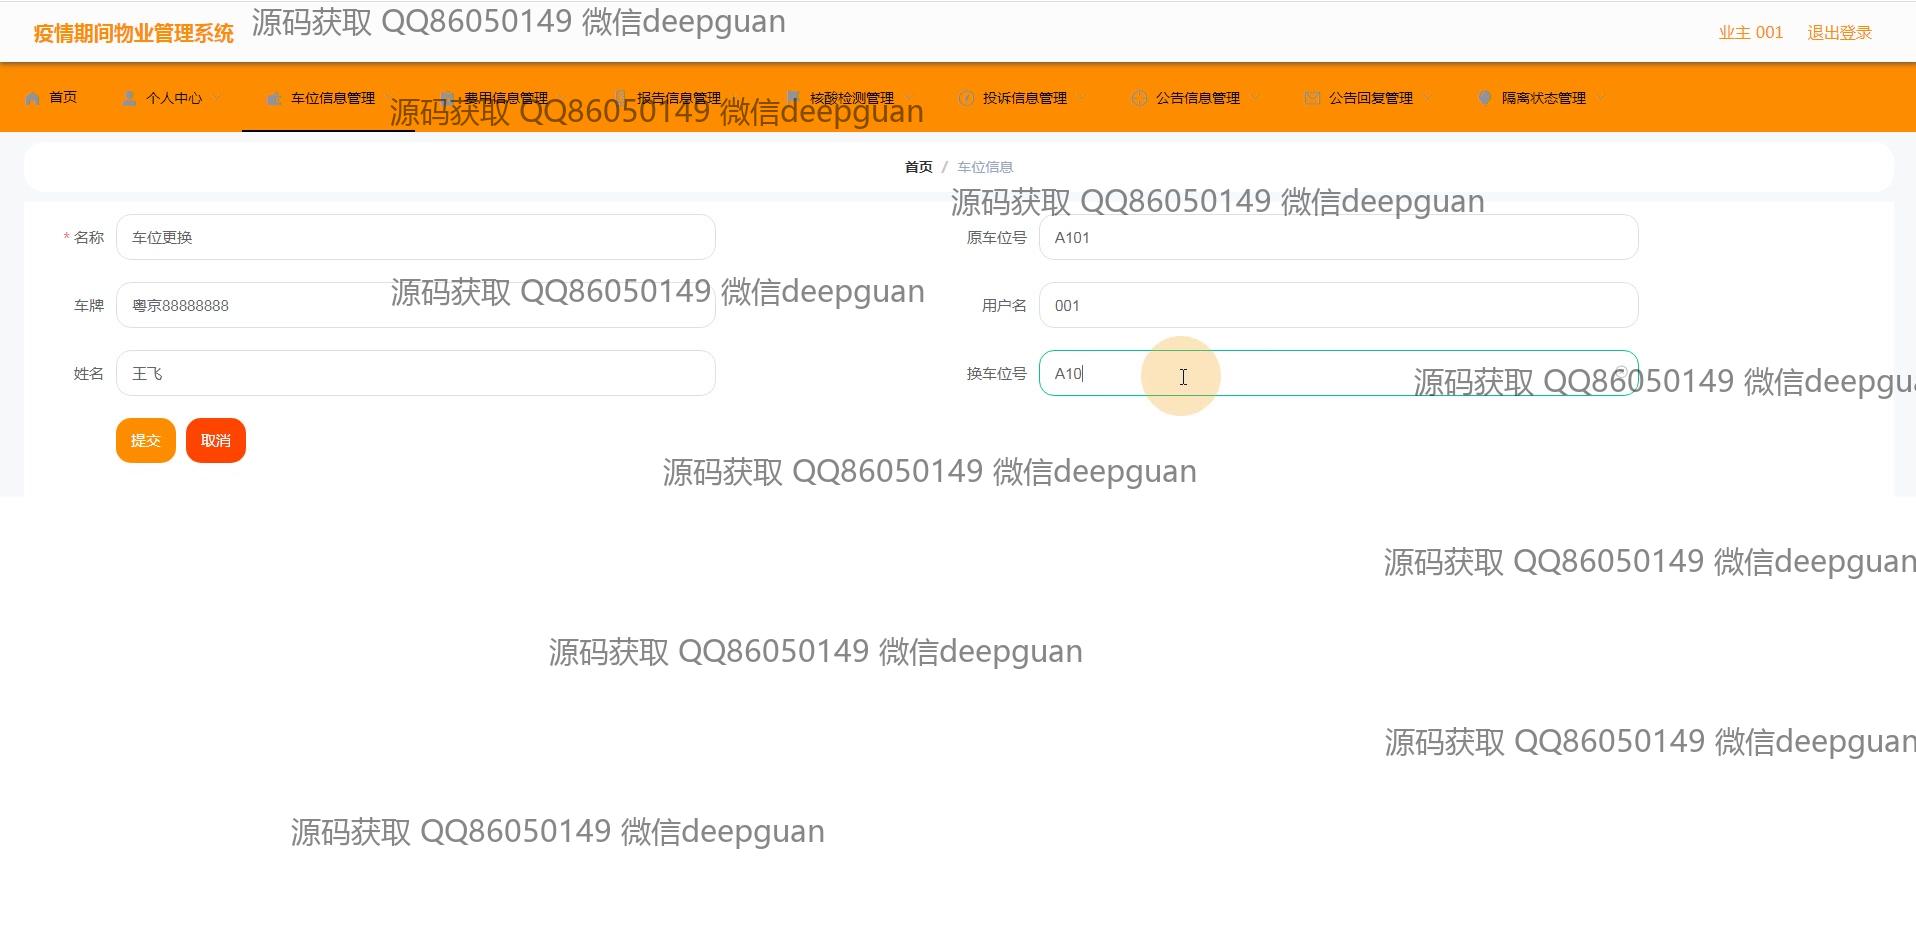 疫情期间物业管理系统
源码获取 QQ86050149 微信deepguan
业主 001
退出登录
首页
个人中心
车位信息管理
费用信息管理
报告信息管理
核酸检测管理
投诉信息管理
公告信息管理
公告回复管理
隔离状态管理
源码获取 QQ86050149 微信deepguan
首页 / 车位信息
源码获取 QQ86050149 微信deepguan
* 名称 车位更换
原车位号 A101
源码获取 QQ86050149 微信deepguan
车牌 粤京88888888
用户名 001
姓名 王飞
换车位号 A10
源码获取 QQ86050149 微信deepgu
提交 取消
源码获取 QQ86050149 微信deepguan
源码获取 QQ86050149 微信deepguan
源码获取 QQ86050149 微信deepguan
源码获取 QQ86050149 微信deepguan
源码获取 QQ86050149 微信deepguan